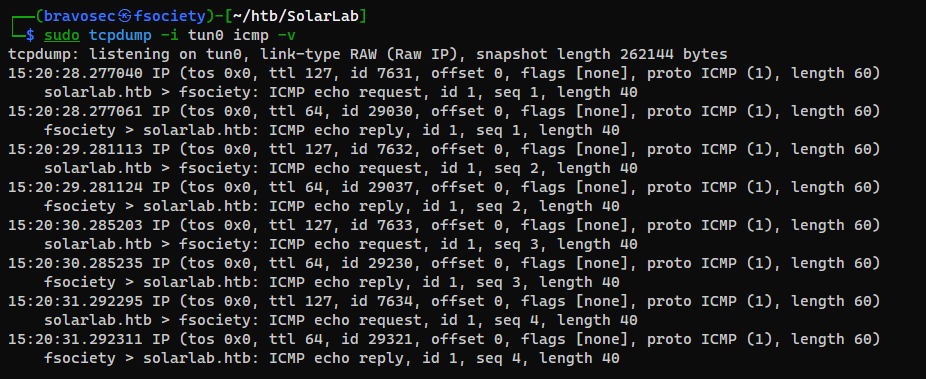 ┌──(bravosec㉿fsociety)-[~/htb/SolarLab]
└─$ sudo tcpdump -i tun0 icmp -v
tcpdump: listening on tun0, link-type RAW (Raw IP), snapshot length 262144 bytes
15:20:28.277040 IP (tos 0x0, ttl 127, id 7631, offset 0, flags [none], proto ICMP (1), length 60)
    solarlab.htb > fsociety: ICMP echo request, id 1, seq 1, length 40
15:20:28.277061 IP (tos 0x0, ttl 64, id 29030, offset 0, flags [none], proto ICMP (1), length 60)
    fsociety > solarlab.htb: ICMP echo reply, id 1, seq 1, length 40
15:20:29.281113 IP (tos 0x0, ttl 127, id 7632, offset 0, flags [none], proto ICMP (1), length 60)
    solarlab.htb > fsociety: ICMP echo request, id 1, seq 2, length 40
15:20:29.281124 IP (tos 0x0, ttl 64, id 29037, offset 0, flags [none], proto ICMP (1), length 60)
    fsociety > solarlab.htb: ICMP echo reply, id 1, seq 2, length 40
15:20:30.285203 IP (tos 0x0, ttl 127, id 7633, offset 0, flags [none], proto ICMP (1), length 60)
    solarlab.htb > fsociety: ICMP echo request, id 1, seq 3, length 40
15:20:30.285235 IP (tos 0x0, ttl 64, id 29230, offset 0, flags [none], proto ICMP (1), length 60)
    fsociety > solarlab.htb: ICMP echo reply, id 1, seq 3, length 40
15:20:31.292295 IP (tos 0x0, ttl 127, id 7634, offset 0, flags [none], proto ICMP (1), length 60)
    solarlab.htb > fsociety: ICMP echo request, id 1, seq 4, length 40
15:20:31.292311 IP (tos 0x0, ttl 64, id 29321, offset 0, flags [none], proto ICMP (1), length 60)
    fsociety > solarlab.htb: ICMP echo reply, id 1, seq 4, length 40